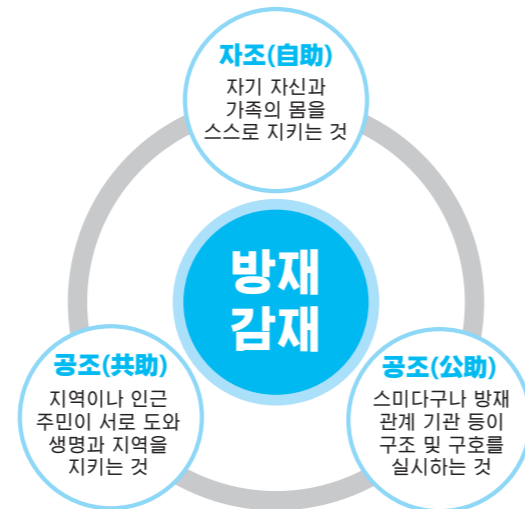 자조(自助)
자기 자신과
가족의 몸을
스스로 지키는 것
방재
감재
공조(共助)
지역이나 인근
주민이 서로 도와
생명과 지역을
지키는 것
공조(公助)
스미다구나 방재
관계 기관 등이
구조 및 구호를
실시하는 것